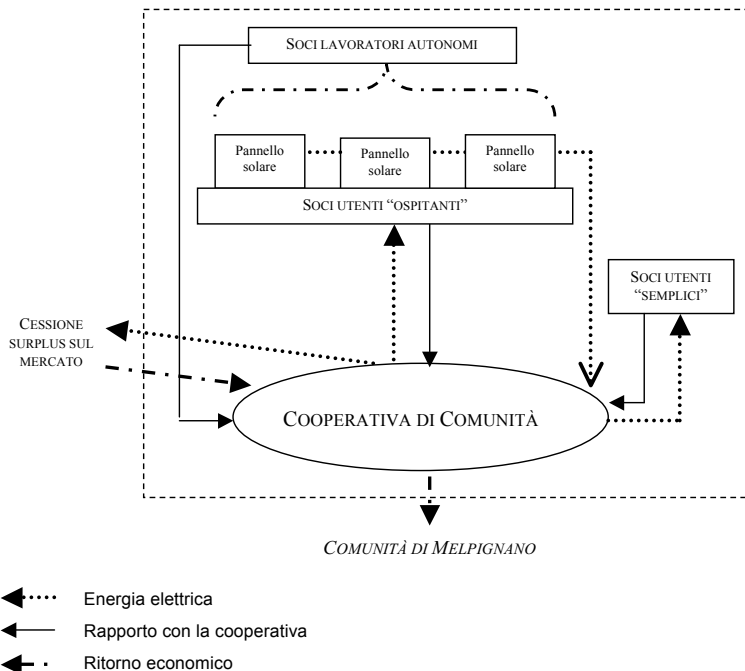 SOCI LAVORATORI AUTONOMI
Pannello
solare
Pannello
solare
Pannello
solare
SOCI UTENTI “OSPITANTI”
SOCI UTENTI
“SEMPLICI”
CESSIONE
SURPLUS SUL
MERCATO
COOPERATIVA DI COMUNITÀ
COMUNITÀ DI MELPIGNANO
Energia elettrica
Rapporto con la cooperativa
Ritorno economico